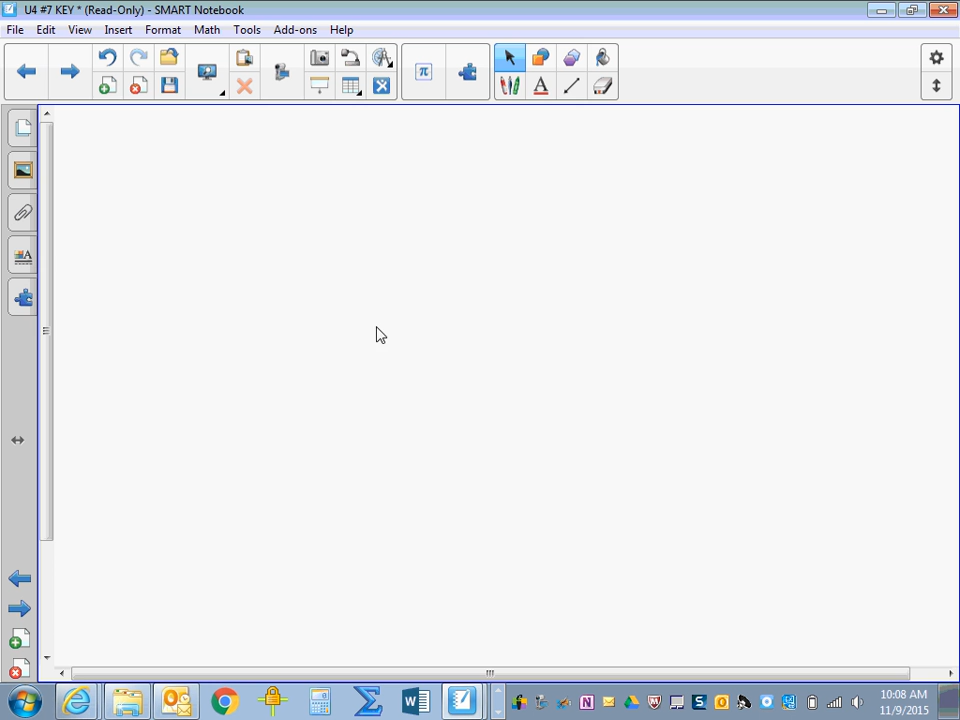 U4 #7 KEY * (Read-Only) - SMART Notebook
File Edit View Insert Format Math Tools Add-ons Help
π
A
10:08 AM
11/9/2015